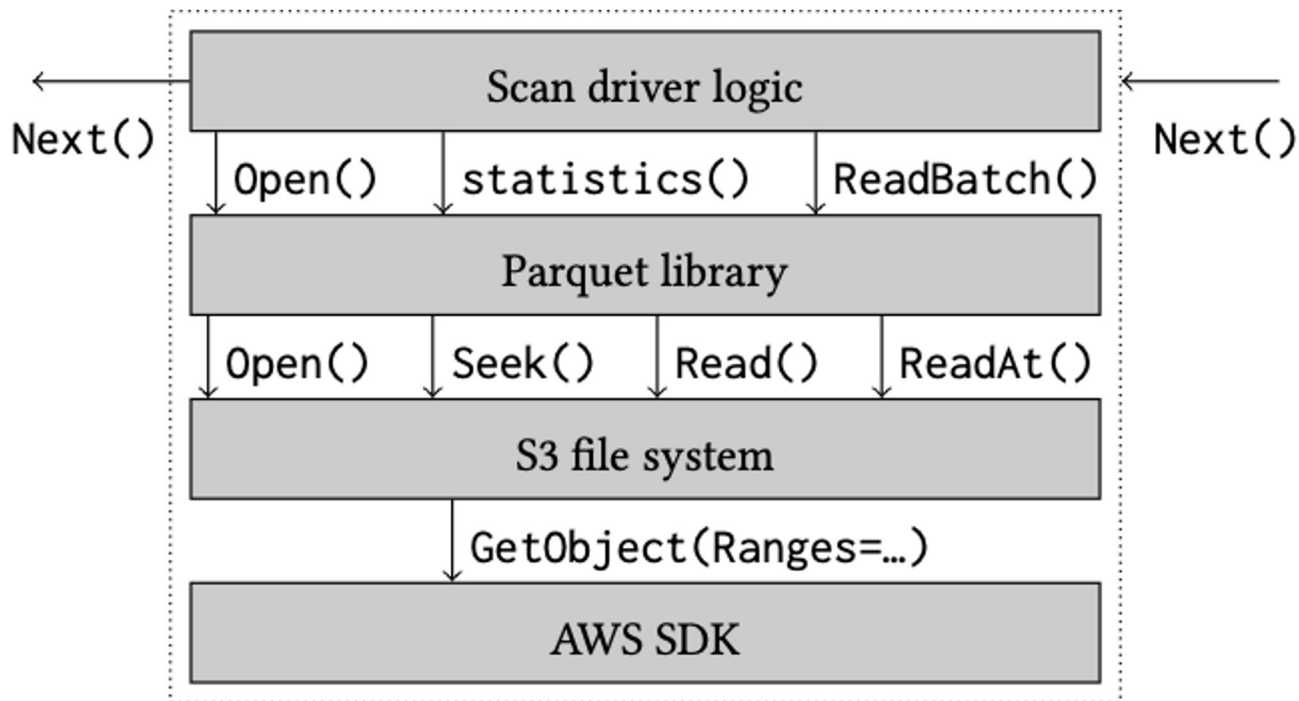 Scan driver logic
Next()
Next()
Open()
statistics()
ReadBatch()
Parquet library
Open()
Seek()
Read()
ReadAt()
S3 file system
GetObject(Ranges=…)
AWS SDK